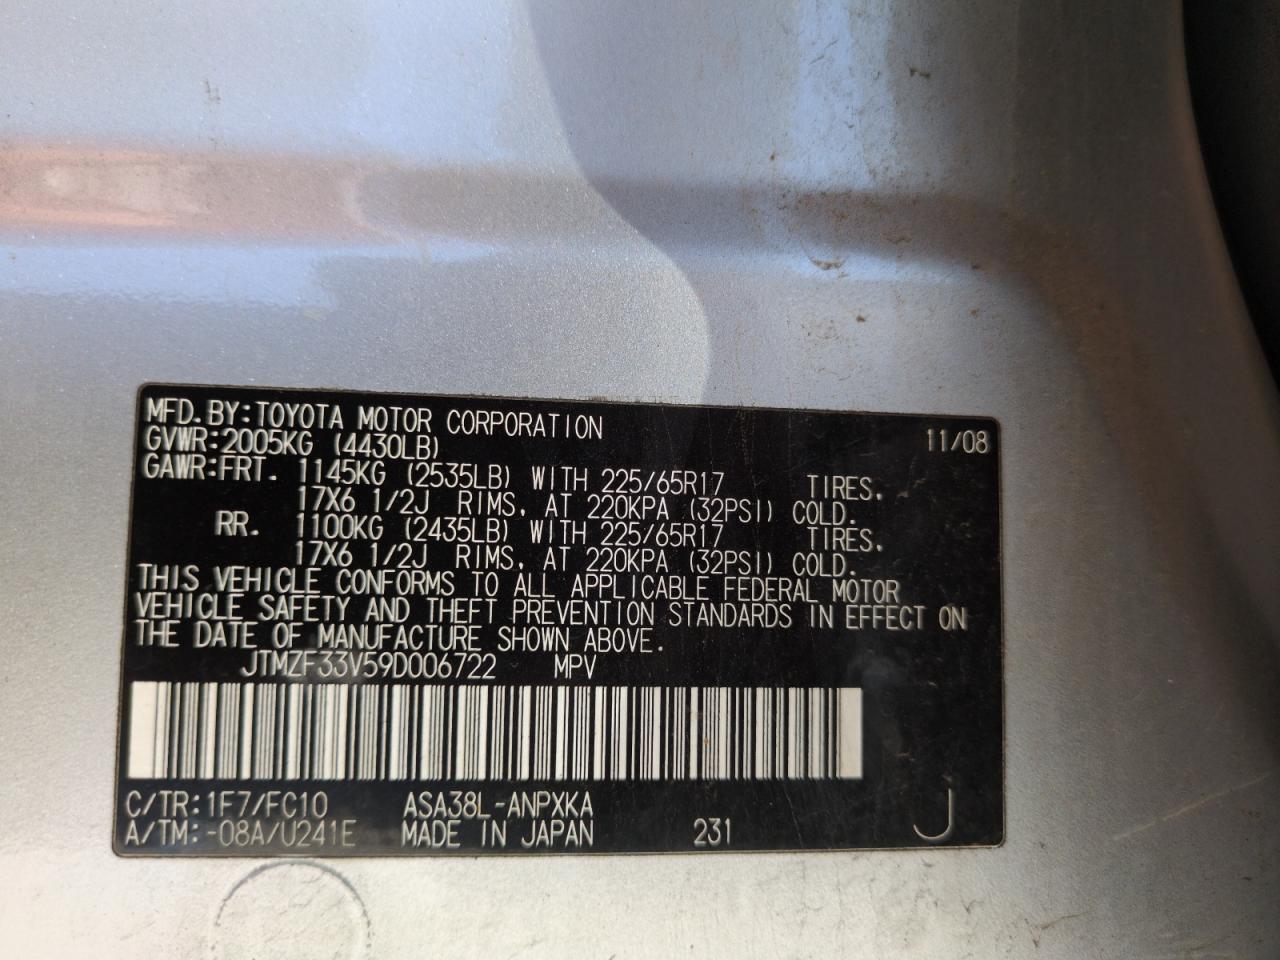 MFD. BY: TOYOTA MOTOR CORPORATION 11/08
GVWR: 2005KG (4430LB)
GAWR: FRT. 1145KG (2535LB) WITH 225/65R17 TIRES,
17X6 1/2J RIMS, AT 220KPA (32PSI) COLD.
RR. 1100KG (2435LB) WITH 225/65R17 TIRES,
17X6 1/2J RIMS, AT 220KPA (32PSI) COLD.
THIS VEHICLE CONFORMS TO ALL APPLICABLE FEDERAL MOTOR
VEHICLE SAFETY AND THEFT PREVENTION STANDARDS IN EFFECT ON
THE DATE OF MANUFACTURE SHOWN ABOVE.
JTMZF33V59D006722 MPV
C/TR: 1F7/FC10 ASA38L-ANPXKA
A/TM: -08A/U241E MADE IN JAPAN 231 J